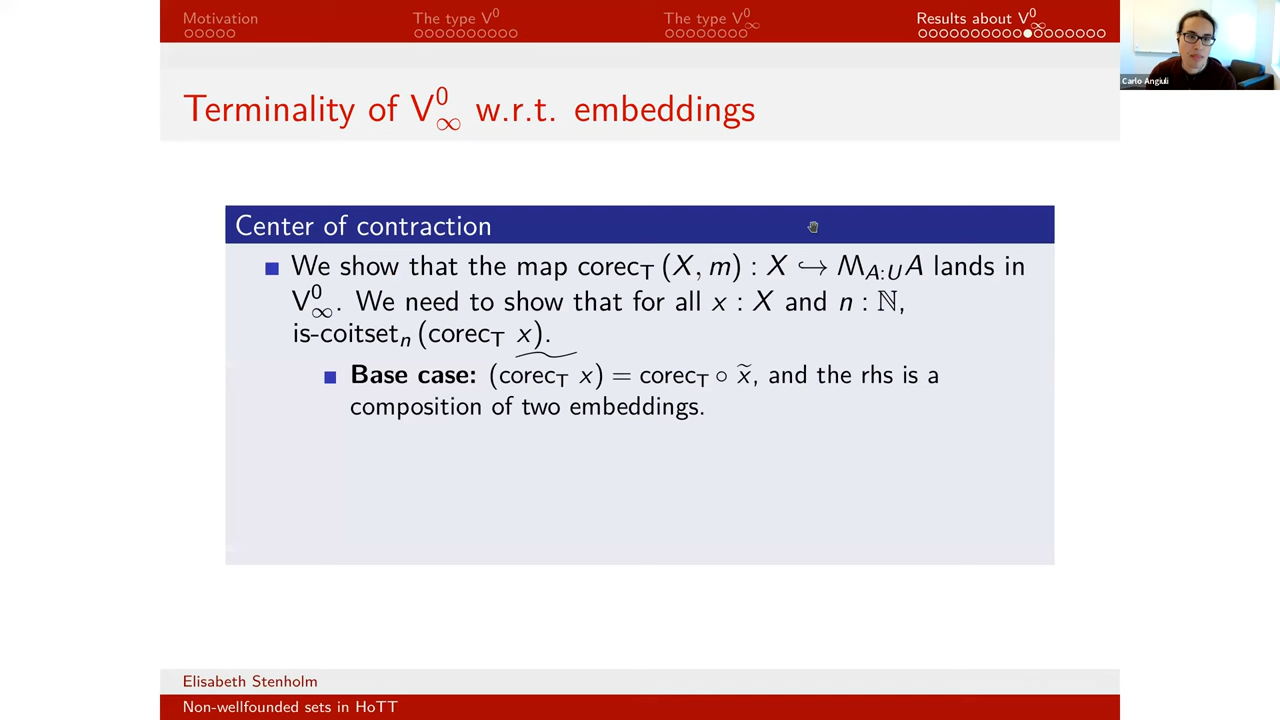 Motivation
The type V⁰
The type V⁰∞
Results about V⁰∞
Carlo Angiuli
Terminality of V⁰∞ w.r.t. embeddings
Center of contraction
We show that the map corec_T (X, m) : X ↪ M_{A:U} A lands in
V⁰∞. We need to show that for all x : X and n : ℕ,
is-coitset_n (corec_T x).
Base case: \widetilde{(corec_T x)} = corec_T ∘ x̃, and the rhs is a
composition of two embeddings.
Elisabeth Stenholm
Non-wellfounded sets in HoTT